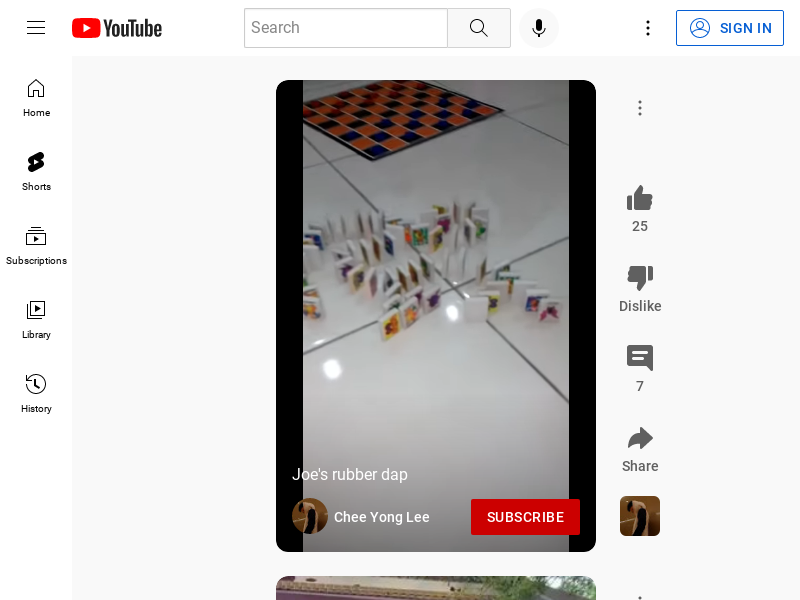 YouTube
Search
SIGN IN
Home
Shorts
Subscriptions
Library
History
25
Dislike
7
Share
Joe's rubber dap
Chee Yong Lee
SUBSCRIBE